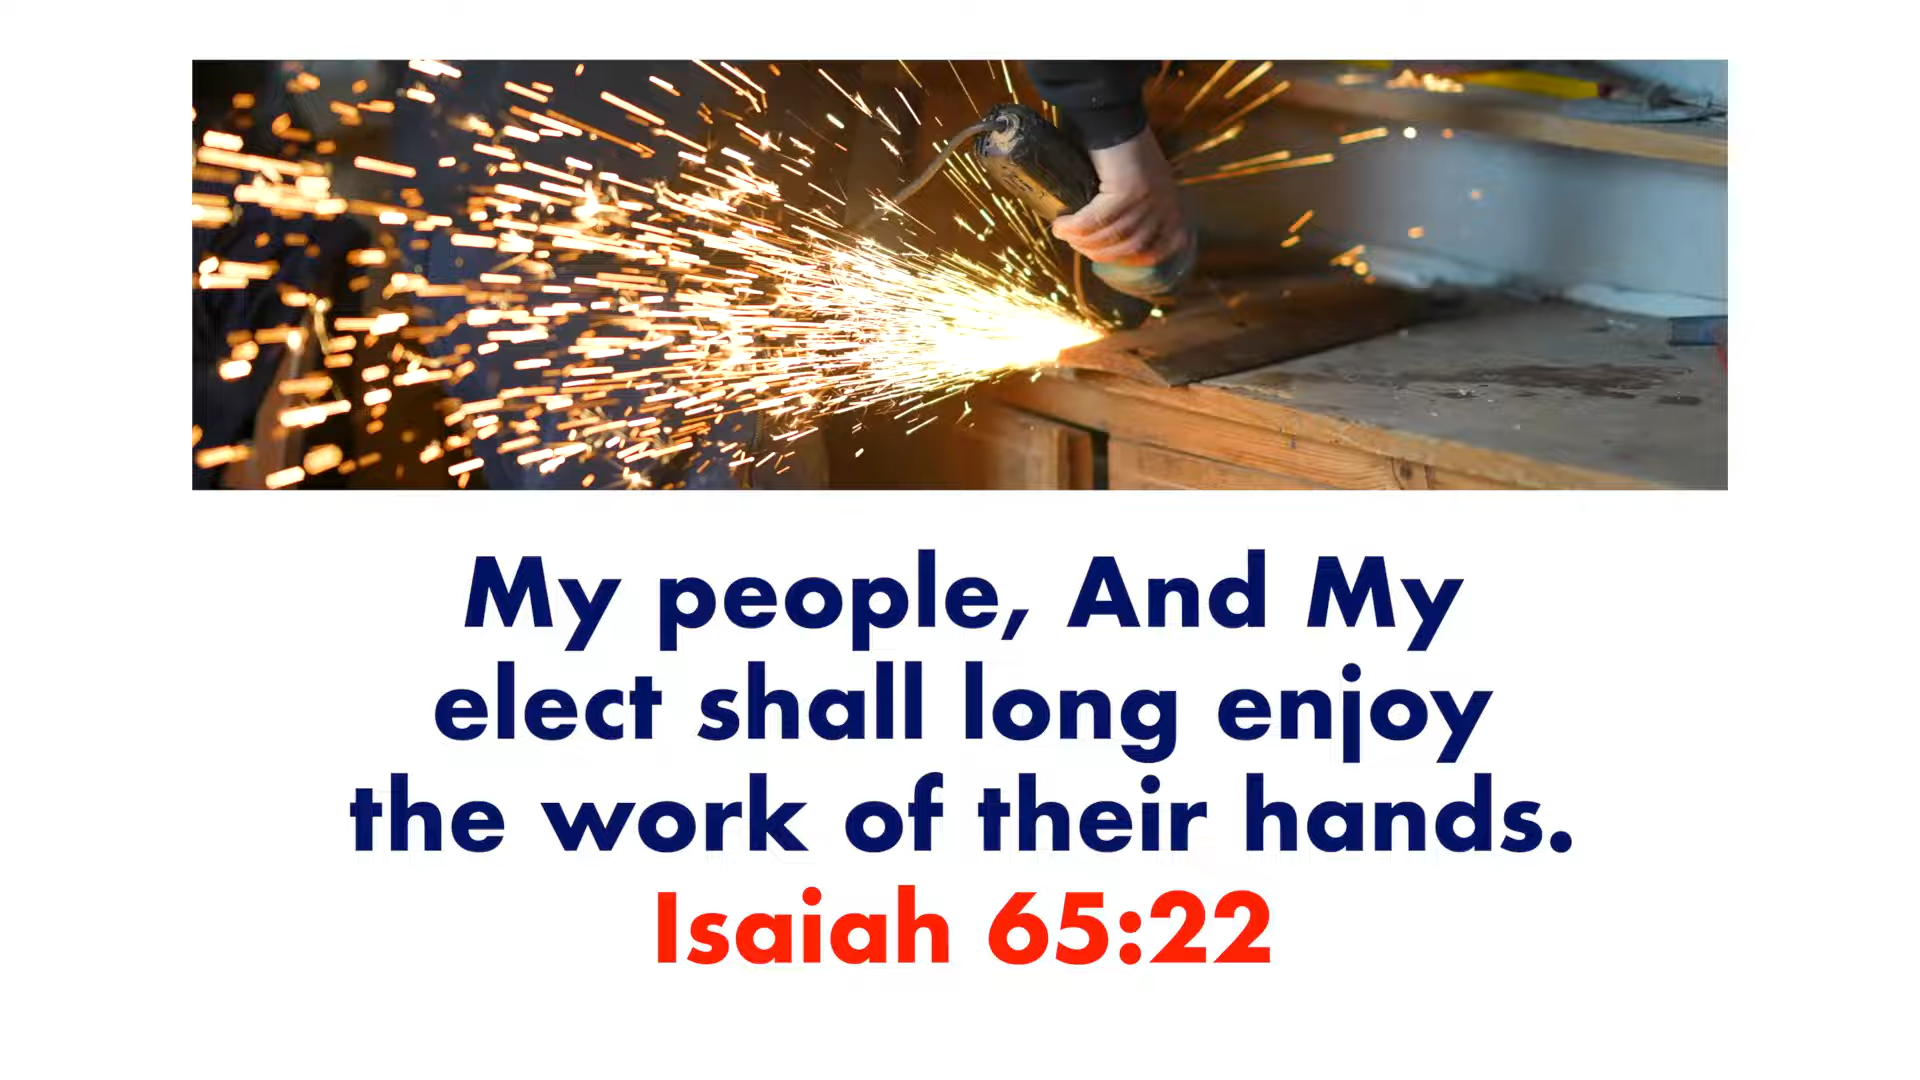 My people, And My
elect shall long enjoy
the work of their hands.
Isaiah 65:22